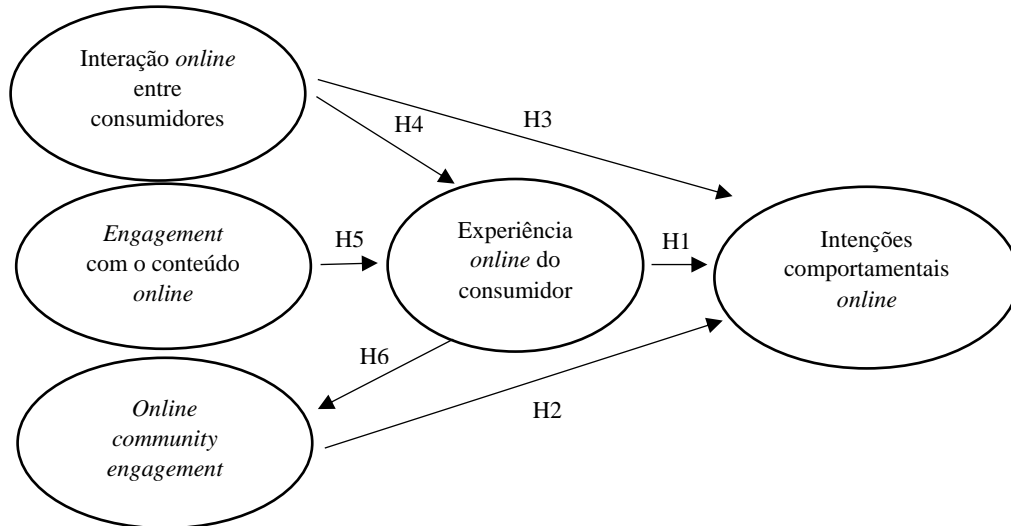 Interação online
entre
consumidores
H3
H4
Engagement
com o conteúdo
online
H5
Experiência
online do
consumidor
H1
Intenções
comportamentais
online
H6
Online
community
engagement
H2